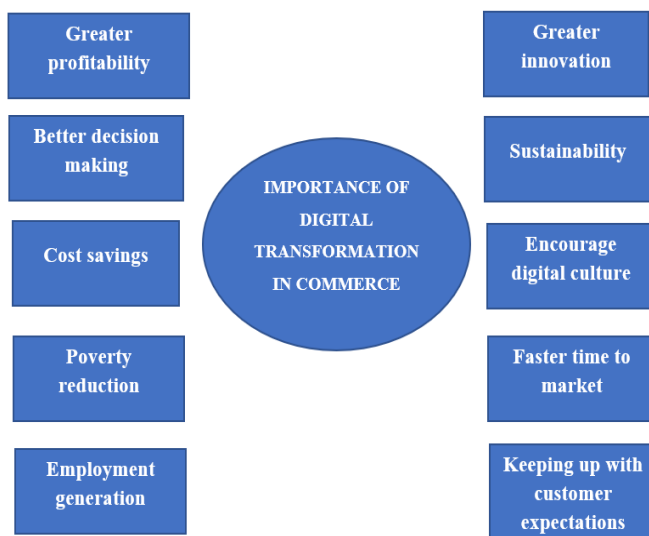 Greater
profitability
Better decision
making
Cost savings
Poverty
reduction
Employment
generation
IMPORTANCE OF
DIGITAL
TRANSFORMATION
IN COMMERCE
Greater
innovation
Sustainability
Encourage
digital culture
Faster time to
market
Keeping up with
customer
expectations